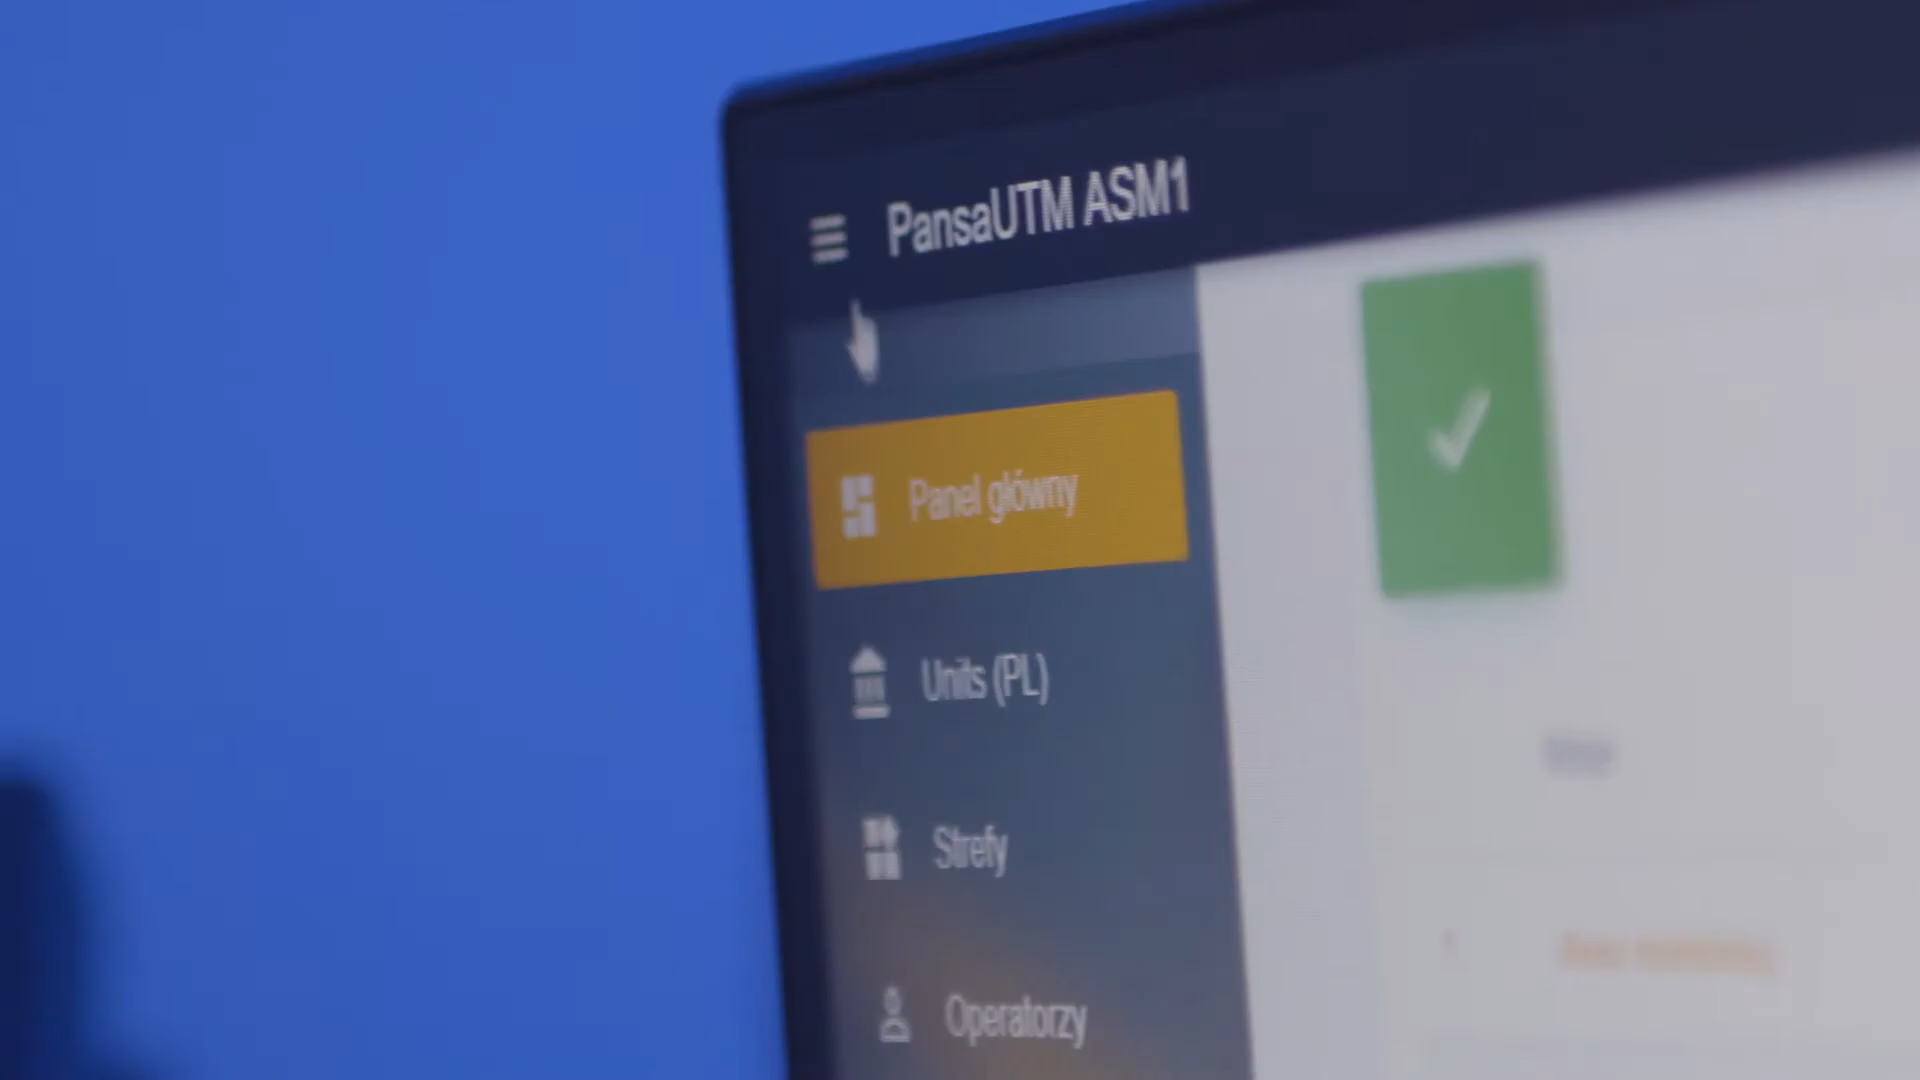 PansaUTM ASM1
Panel główny
Units (PL)
Strefy
Operatorzy